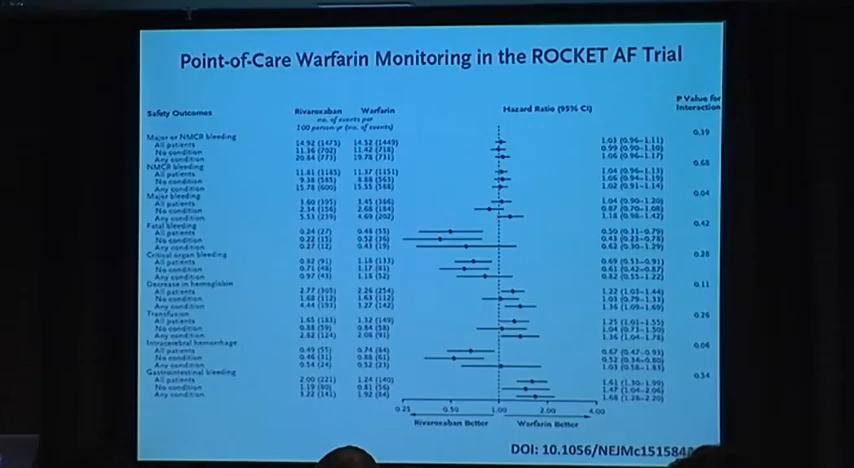 Point-of-Care Warfarin Monitoring in the ROCKET AF Trial
Safety Outcomes Rivaroxaban Warfarin Hazard Ratio (95% CI) P Value for Interaction
no. of events per
100 person-yr (no. of events)
Major or NMCR bleeding 0.39
All patients 14.92 (1475) 14.52 (1449) 1.03 (0.96–1.11)
No condition 11.36 (702) 11.42 (718) 0.99 (0.90–1.10)
Any condition 20.84 (773) 19.78 (731) 1.06 (0.96–1.17)
NMCR bleeding 0.68
All patients 11.81 (1185) 11.37 (1151) 1.04 (0.96–1.13)
No condition 9.38 (585) 8.88 (565) 1.06 (0.94–1.19)
Any condition 15.78 (600) 15.55 (586) 1.02 (0.91–1.14)
Major bleeding 0.04
All patients 3.60 (395) 3.45 (386) 1.04 (0.90–1.20)
No condition 2.34 (156) 2.68 (184) 0.87 (0.70–1.08)
Any condition 5.53 (239) 4.69 (202) 1.18 (0.98–1.42)
Fatal bleeding 0.42
All patients 0.24 (27) 0.48 (55) 0.50 (0.31–0.79)
No condition 0.22 (15) 0.52 (36) 0.43 (0.23–0.78)
Any condition 0.27 (12) 0.43 (19) 0.62 (0.30–1.29)
Critical organ bleeding 0.28
All patients 0.82 (91) 1.18 (133) 0.69 (0.53–0.91)
No condition 0.71 (48) 1.17 (81) 0.61 (0.42–0.87)
Any condition 0.97 (43) 1.18 (52) 0.82 (0.55–1.22)
Decrease in hemoglobin 0.11
All patients 2.77 (305) 2.26 (254) 1.22 (1.03–1.44)
No condition 1.68 (112) 1.63 (112) 1.03 (0.79–1.33)
Any condition 4.44 (193) 3.27 (142) 1.36 (1.09–1.69)
Transfusion 0.26
All patients 1.65 (183) 1.32 (149) 1.25 (1.01–1.55)
No condition 0.88 (59) 0.84 (58) 1.04 (0.73–1.50)
Any condition 2.82 (124) 2.08 (91) 1.36 (1.04–1.78)
Intracerebral hemorrhage 0.06
All patients 0.49 (55) 0.74 (84) 0.67 (0.47–0.93)
No condition 0.46 (31) 0.88 (61) 0.52 (0.34–0.80)
Any condition 0.54 (24) 0.52 (23) 1.03 (0.58–1.83)
Gastrointestinal bleeding 0.54
All patients 2.00 (221) 1.24 (140) 1.61 (1.30–1.99)
No condition 1.19 (80) 0.81 (56) 1.47 (1.04–2.06)
Any condition 3.22 (141) 1.92 (84) 1.68 (1.28–2.20)
0.25 0.50 1.00 2.00 4.00
Rivaroxaban Better Warfarin Better
DOI: 10.1056/NEJMc151584